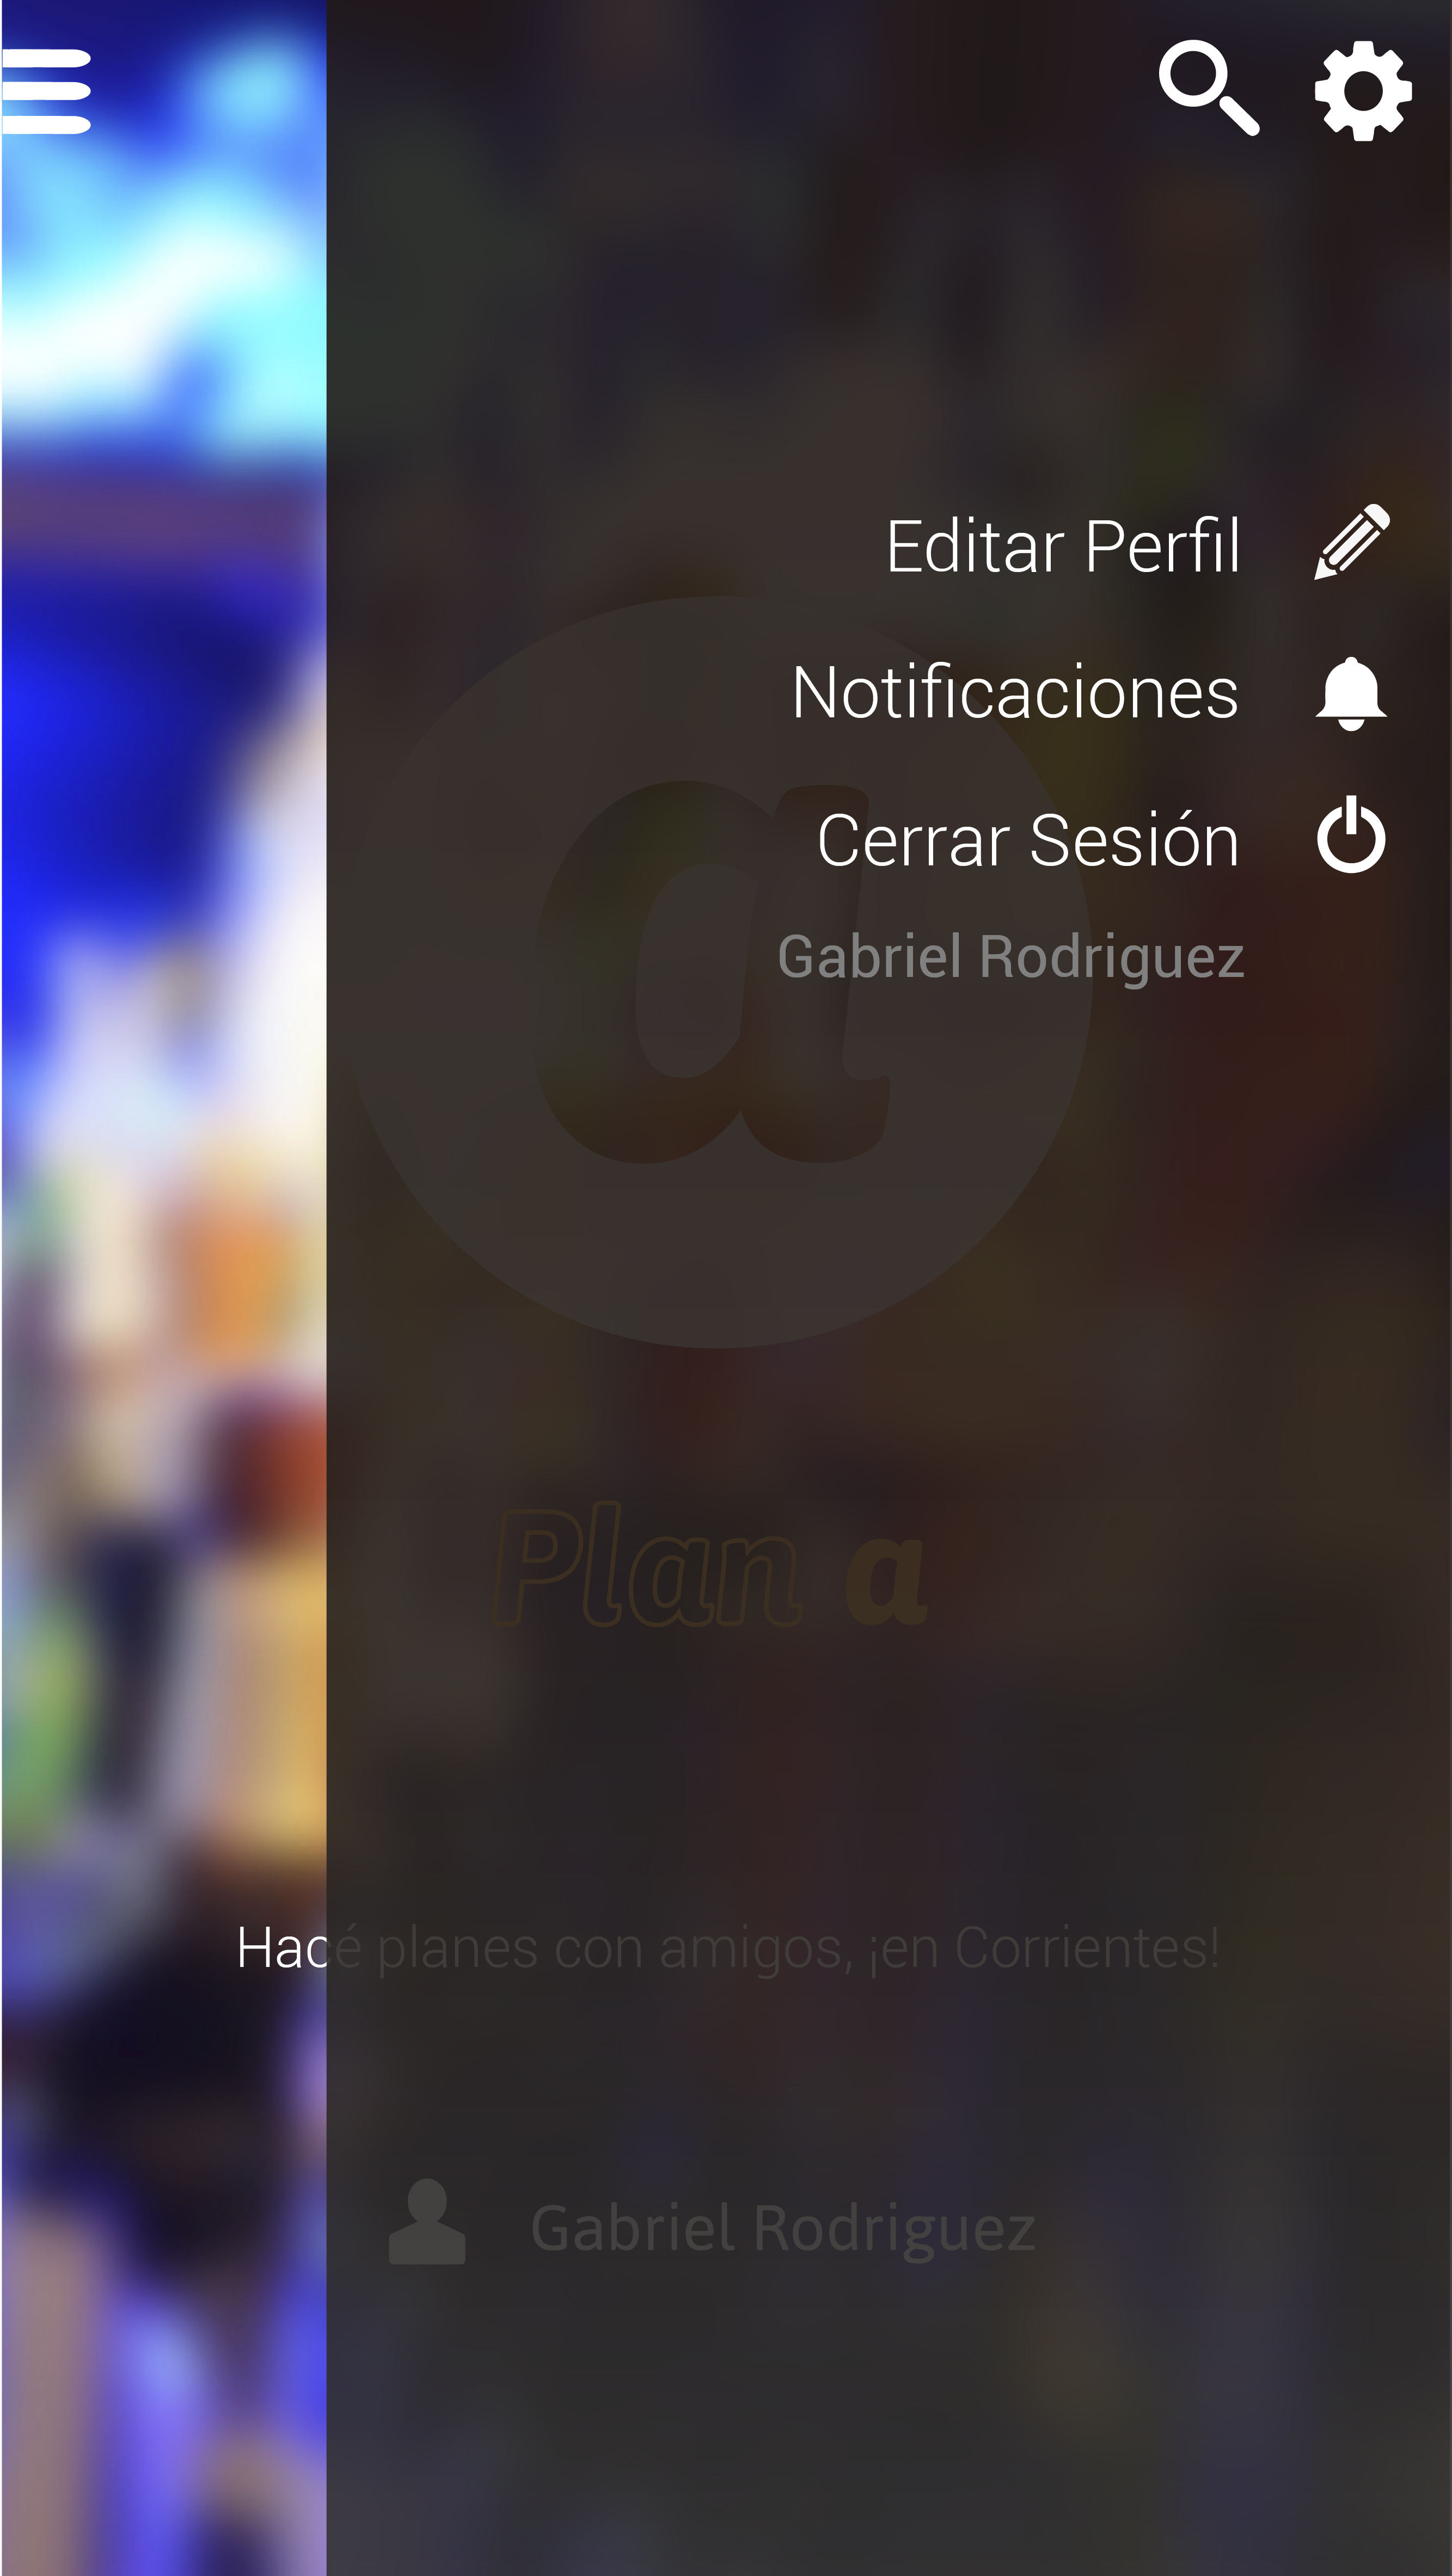 Editar Perfil
Notificaciones
Cerrar Sesión
Gabriel Rodriguez
a
Plan a
Hacé planes con amigos, ¡en Corrientes!
Gabriel Rodriguez